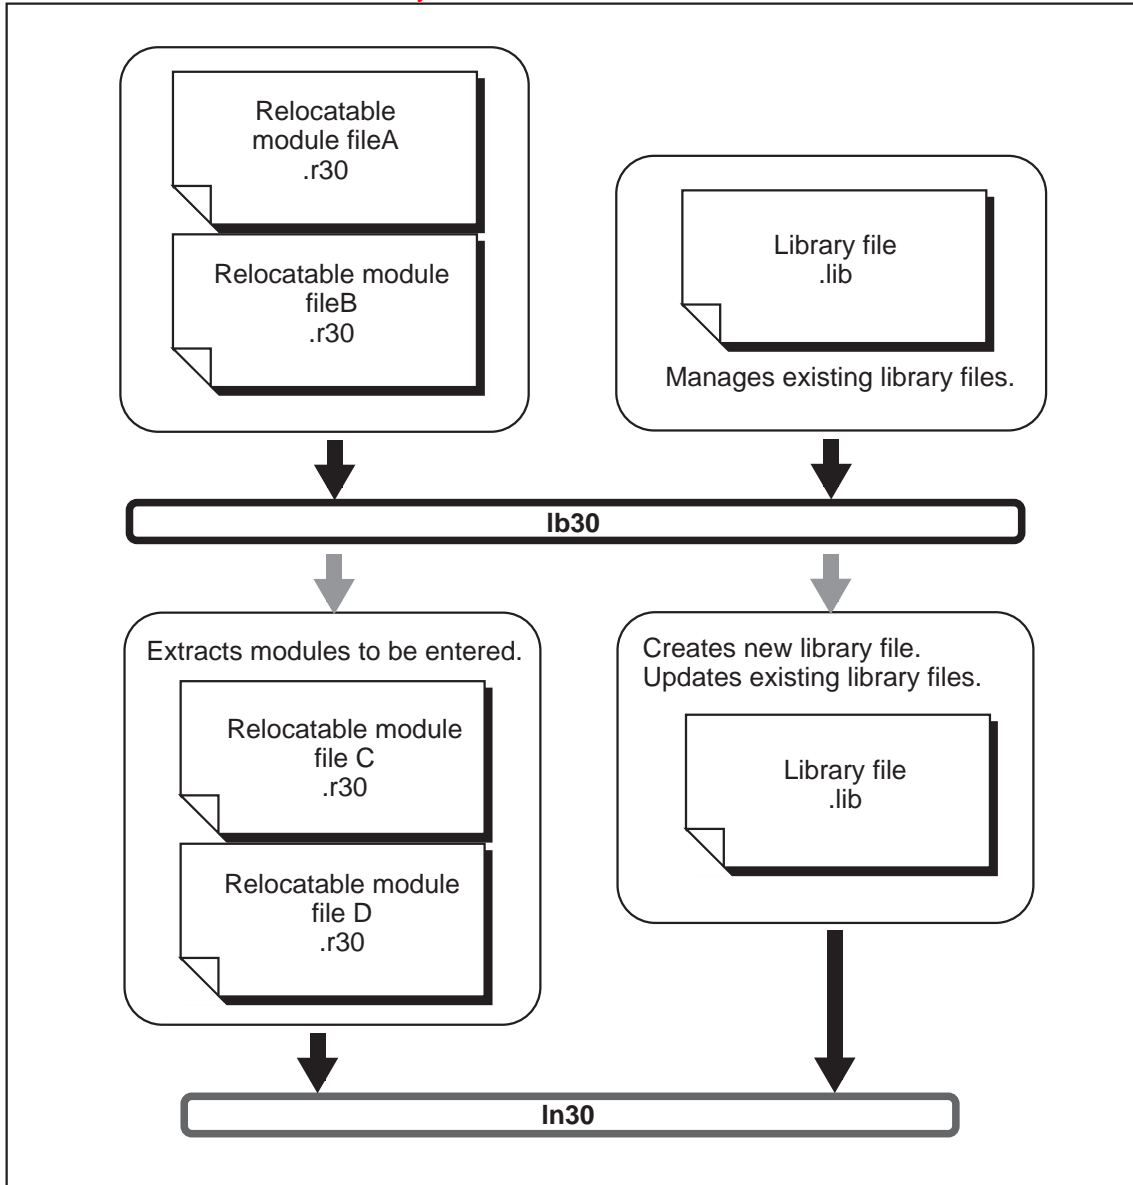 Relocatable
module fileA
.r30
Relocatable module
fileB
.r30
Library file
.lib
Manages existing library files.
lb30
Extracts modules to be entered.
Relocatable module
file C
.r30
Relocatable module
file D
.r30
Creates new library file.
Updates existing library files.
Library file
.lib
ln30